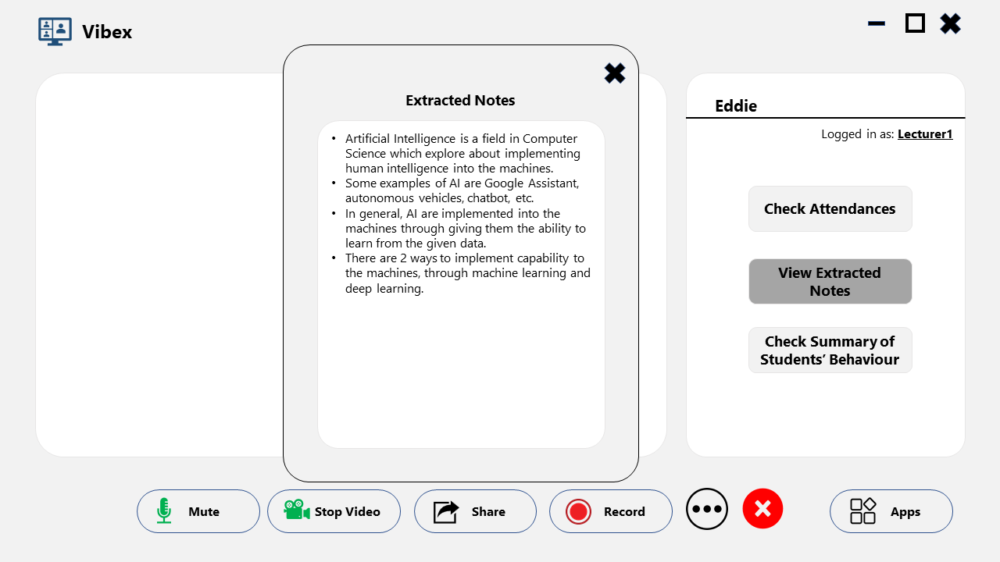 Vibex
Extracted Notes
• Artificial Intelligence is a field in Computer
Science which explore about implementing
human intelligence into the machines.
• Some examples of AI are Google Assistant,
autonomous vehicles, chatbot, etc.
• In general, AI are implemented into the
machines through giving them the ability to
learn from the given data.
• There are 2 ways to implement capability to
the machines, through machine learning and
deep learning.
Eddie
Logged in as: Lecturer1
Check Attendances
View Extracted
Notes
Check Summary of
Students’ Behaviour
Mute
Stop Video
Share
Record
Apps